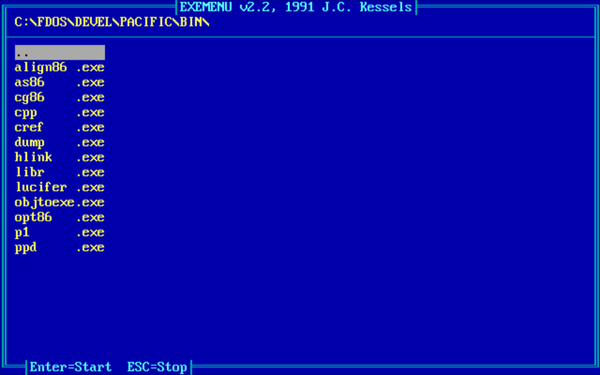 EXEMENU v2.2, 1991 J.C. Kessels
C:\FDOS\DEVEL\PACIFIC\BIN\
..
align86 .exe
as86    .exe
cg86    .exe
cpp     .exe
cref    .exe
dump    .exe
hlink   .exe
libr    .exe
lucifer .exe
objtoexe.exe
opt86   .exe
p1      .exe
ppd     .exe
Enter=Start  ESC=Stop